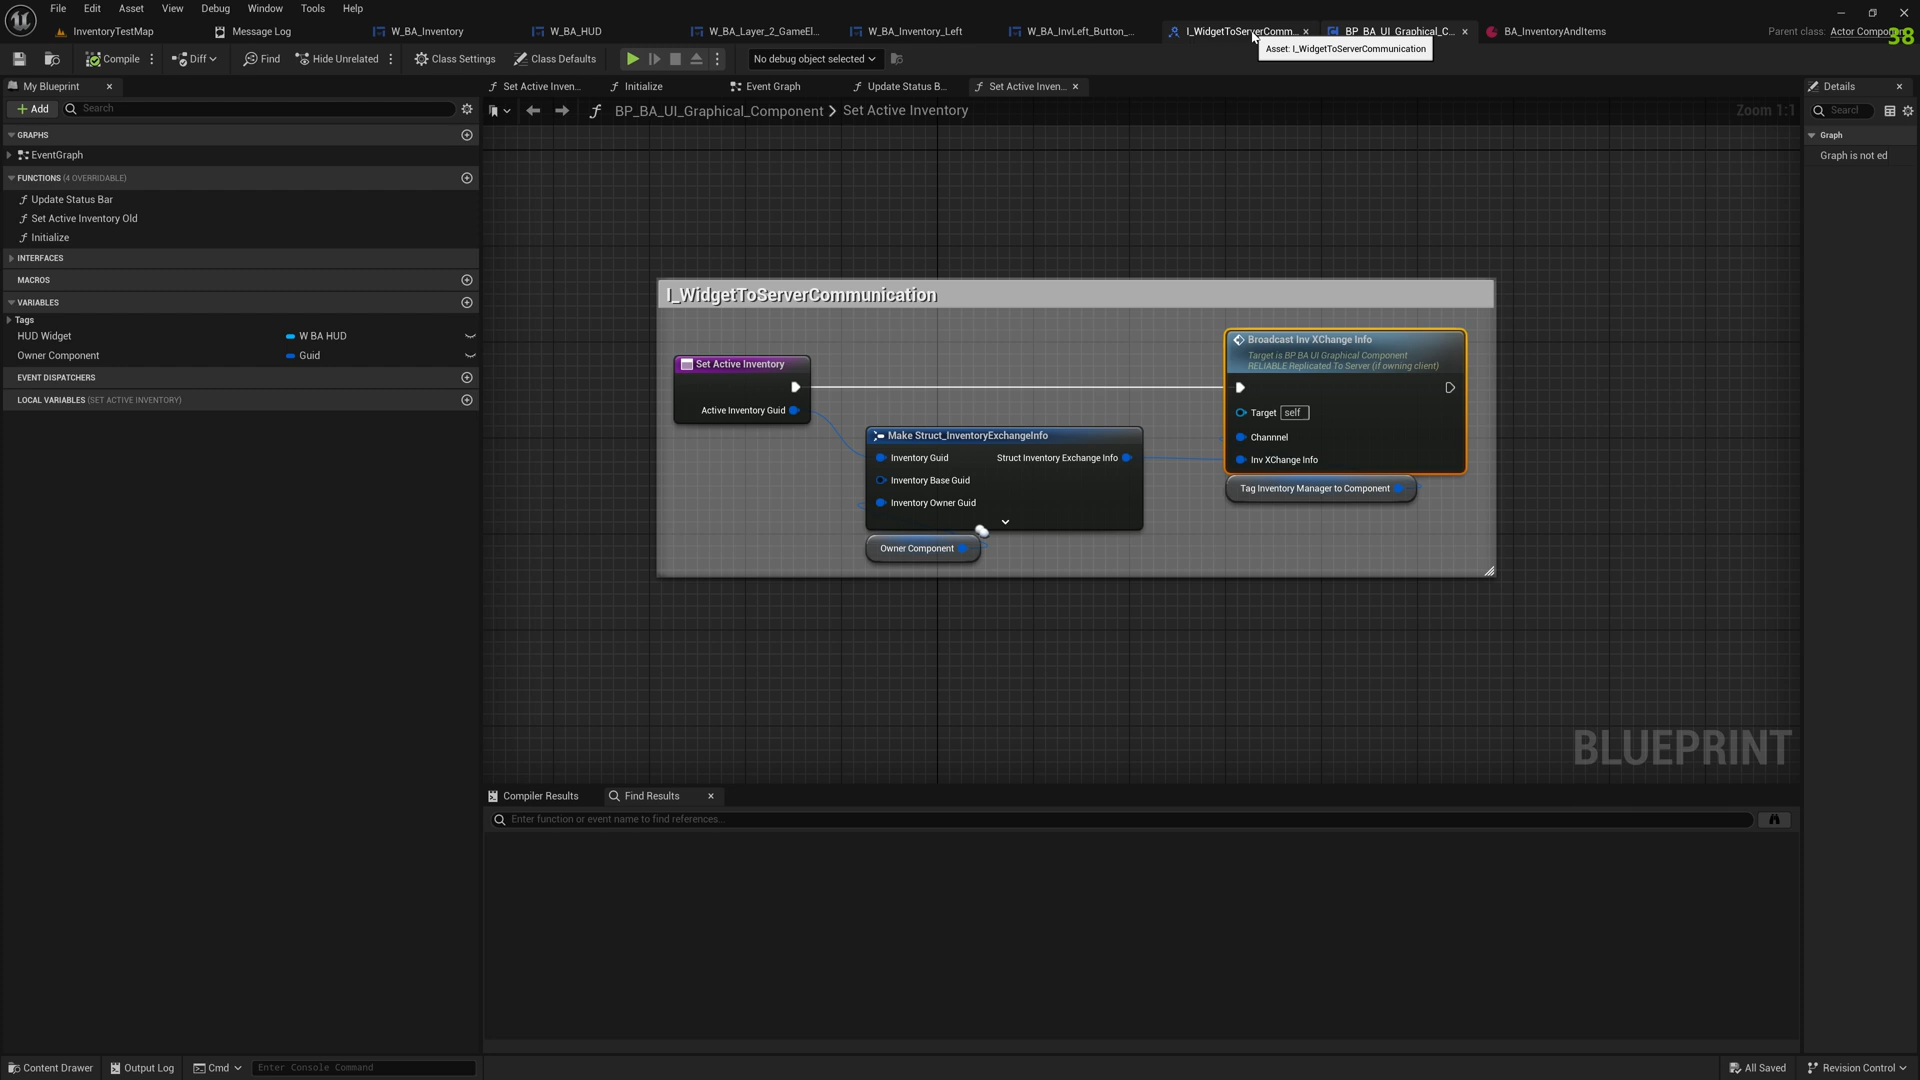 File Edit Asset View Debug Window Tools Help
InventoryTestMap Message Log W_BA_Inventory W_BA_HUD W_BA_Layer_2_GameEl... W_BA_Inventory_Left W_BA_InvLeft_Button_... I_WidgetToServerComm... BP_BA_UI_Graphical_C... BA_InventoryAndItems Parent class: Actor Compon
38
Asset: I_WidgetToServerCommunication
Compile Diff Find Hide Unrelated Class Settings Class Defaults No debug object selected
My Blueprint
Add Search
GRAPHS
EventGraph
FUNCTIONS (4 OVERRIDABLE)
Update Status Bar
Set Active Inventory Old
Initialize
INTERFACES
MACROS
VARIABLES
Tags
HUD Widget W BA HUD
Owner Component Guid
EVENT DISPATCHERS
LOCAL VARIABLES (SET ACTIVE INVENTORY)
Set Active Inven... Initialize Event Graph Update Status B... Set Active Inven...
BP_BA_UI_Graphical_Component > Set Active Inventory
Zoom 1:1
I_WidgetToServerCommunication
Set Active Inventory
Active Inventory Guid
Make Struct_InventoryExchangeInfo
Inventory Guid Struct Inventory Exchange Info
Inventory Base Guid
Inventory Owner Guid
Owner Component
Broadcast Inv XChange Info
Target is BP BA UI Graphical Component
RELIABLE Replicated To Server (if owning client)
Target self
Channel
Inv XChange Info
Tag Inventory Manager to Component
BLUEPRINT
Compiler Results Find Results
Enter function or event name to find references...
Details
Search
Graph
Graph is not ed
Content Drawer Output Log Cmd Enter Console Command All Saved Revision Control